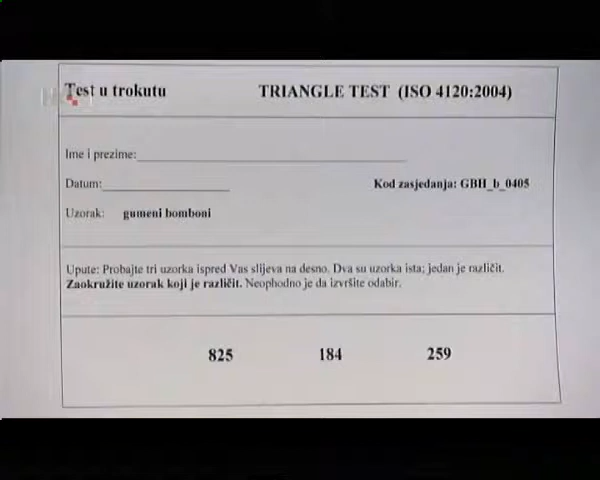 Test u trokutu TRIANGLE TEST (ISO 4120:2004)
Ime i prezime:
Datum:
Kod zasjedanja: GBH_b_0405
Uzorak: gumeni bomboni
Upute: Probajte tri uzorka ispred Vas slijeva na desno. Dva su uzorka ista; jedan je različit.
Zaokružite uzorak koji je različit. Neophodno je da izvršite odabir.
825 184 259